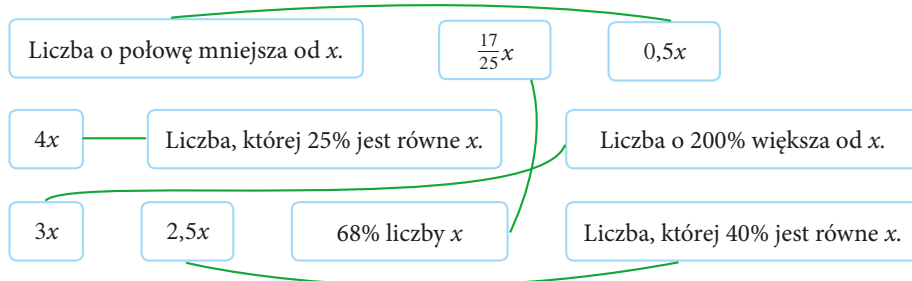 Liczba o połowę mniejsza od x.
17/25 x
0,5x
4x
Liczba, której 25% jest równe x.
Liczba o 200% większa od x.
3x
2,5x
68% liczby x
Liczba, której 40% jest równe x.